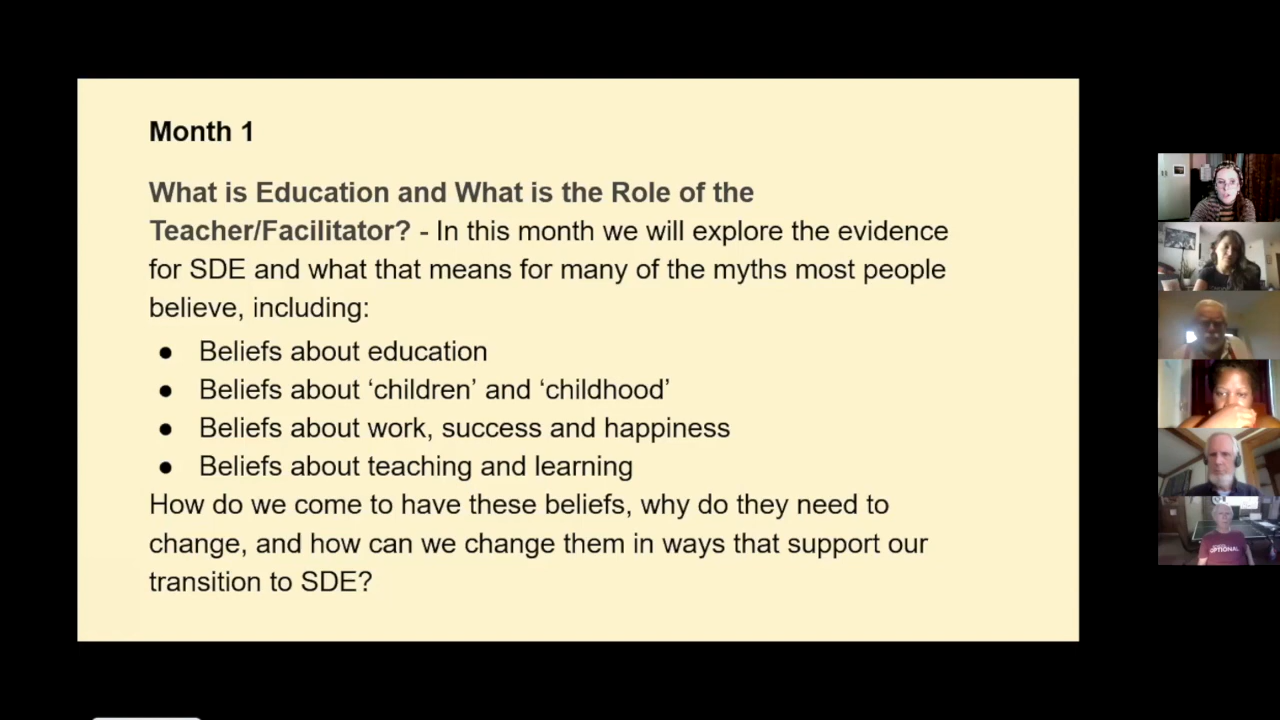 Month 1
What is Education and What is the Role of the
Teacher/Facilitator? - In this month we will explore the evidence
for SDE and what that means for many of the myths most people
believe, including:
● Beliefs about education
● Beliefs about ‘children’ and ‘childhood’
● Beliefs about work, success and happiness
● Beliefs about teaching and learning
How do we come to have these beliefs, why do they need to
change, and how can we change them in ways that support our
transition to SDE?
OPTIONAL